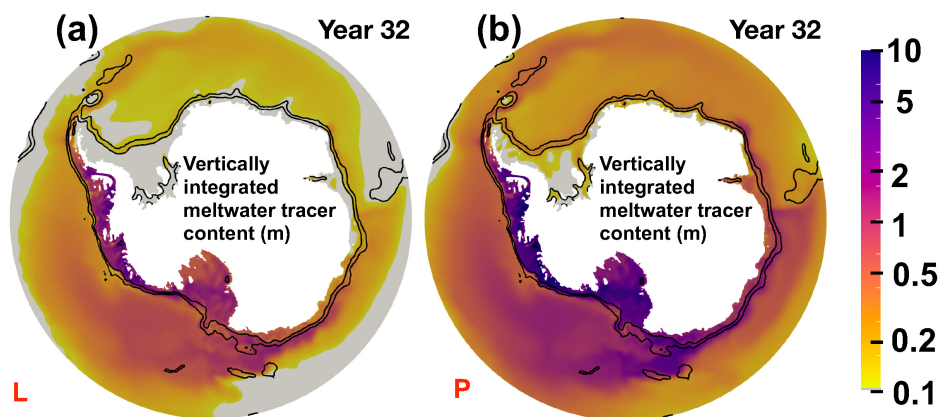 (a)
Year 32
Vertically
integrated
meltwater tracer
content (m)
L
(b)
Year 32
Vertically
integrated
meltwater tracer
content (m)
P
10
5
2
1
0.5
0.2
0.1